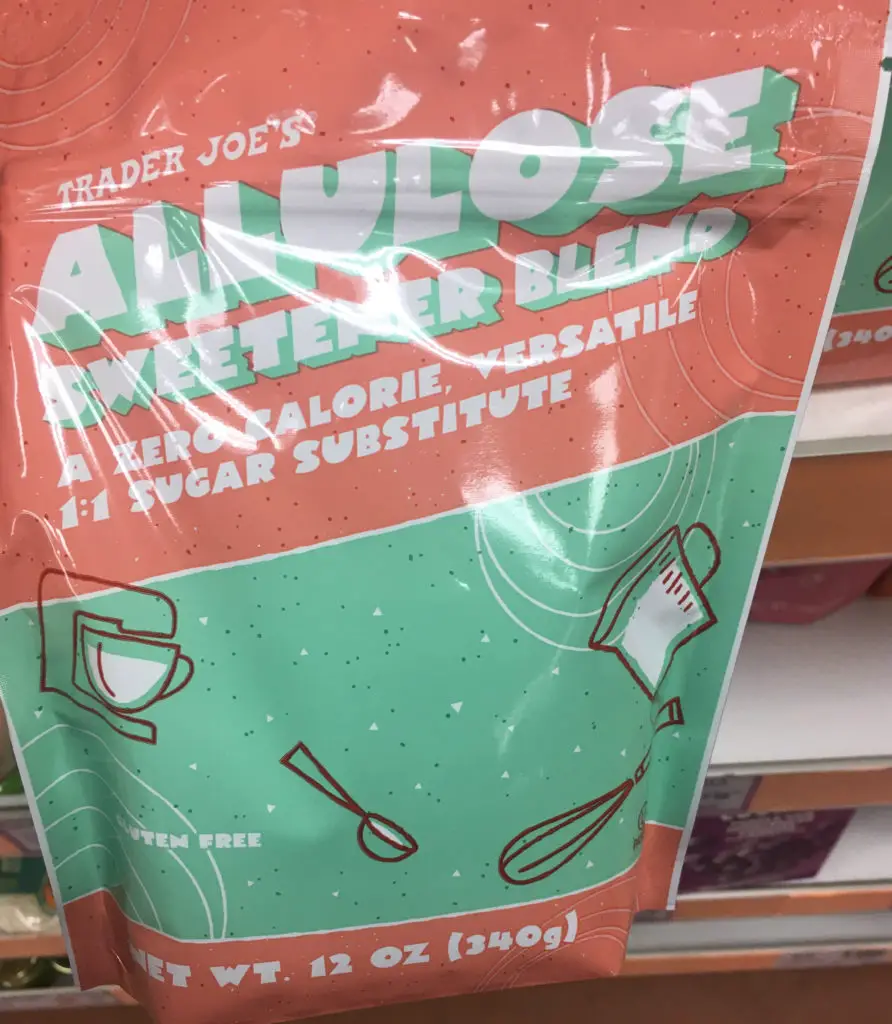 TRADER JOE'S
ALLULOSE
SWEETENER BLEND
A ZERO CALORIE, VERSATILE
1:1 SUGAR SUBSTITUTE
GLUTEN FREE
NET WT. 12 OZ (340g)
(340